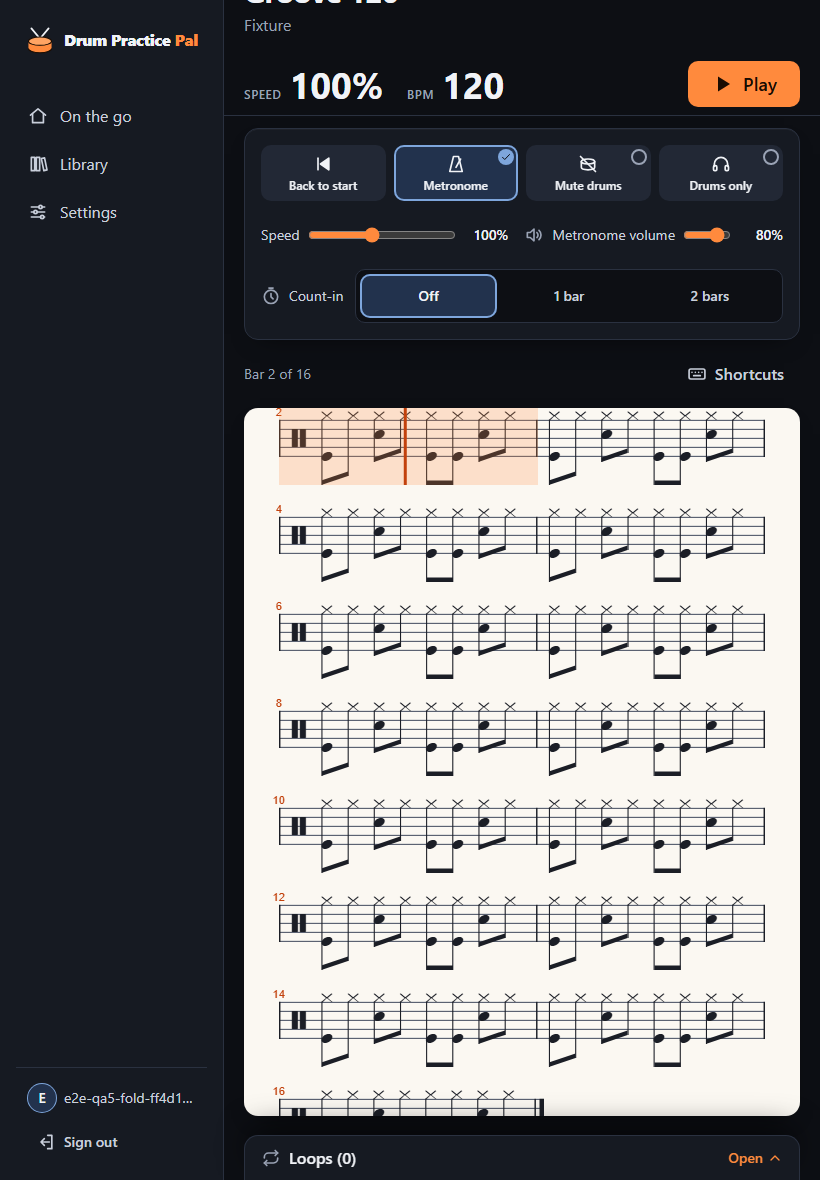 Drum Practice Pal
On the go
Library
Settings
Fixture
SPEED 100% BPM 120
Play
Back to start
Metronome
Mute drums
Drums only
Speed 100%
Metronome volume 80%
Count-in
Off
1 bar
2 bars
Bar 2 of 16
Shortcuts
2
4
6
8
10
12
14
16
Loops (0)
Open
E
e2e-qa5-fold-ff4d1...
Sign out